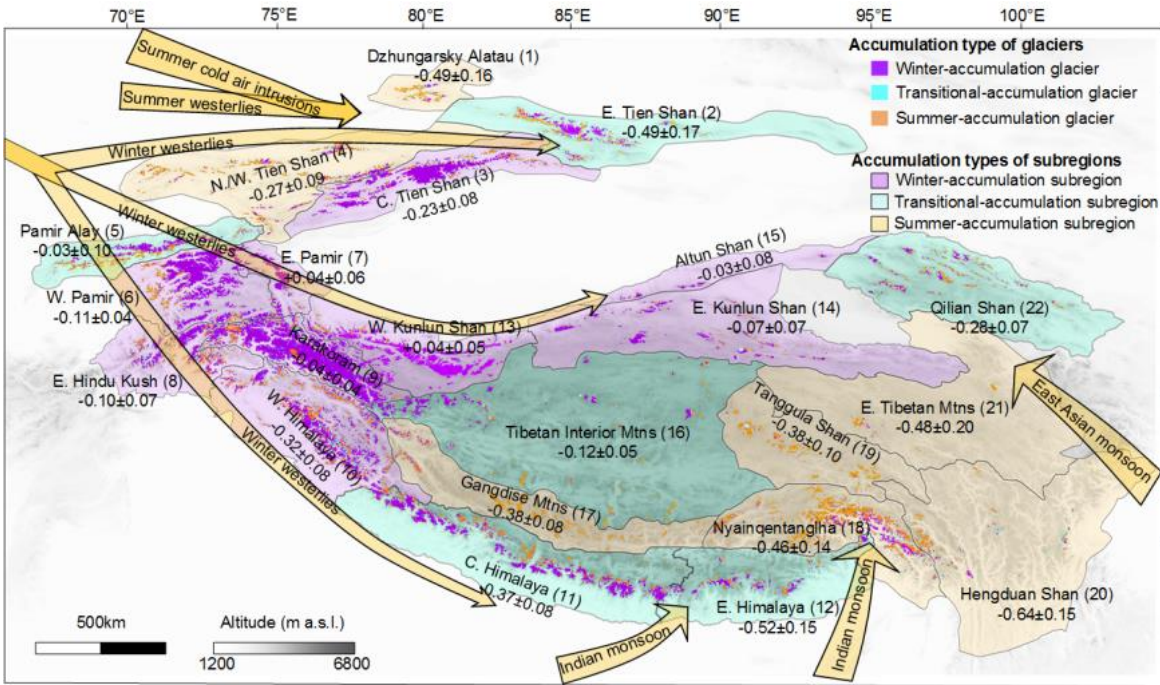 70°E
75°E
80°E
85°E
90°E
95°E
100°E
Summer cold air intrusions
Summer westerlies
Dzhungarsky Alatau (1)
-0.49±0.16
Accumulation type of glaciers
Winter-accumulation glacier
Transitional-accumulation glacier
Summer-accumulation glacier
E. Tien Shan (2)
-0.49±0.17
Winter westerlies
N./W. Tien Shan (4)
-0.27±0.09
C. Tien Shan (3)
-0.23±0.08
Accumulation types of subregions
Winter-accumulation subregion
Transitional-accumulation subregion
Summer-accumulation subregion
Winter westerlies
Pamir Alay (5)
-0.03±0.10
E. Pamir (7)
+0.04±0.06
Altun Shan (15)
-0.03±0.08
W. Pamir (6)
-0.11±0.04
E. Kunlun Shan (14)
-0.07±0.07
Qilian Shan (22)
-0.28±0.07
W. Kunlun Shan (13)
+0.04±0.05
Karakoram (9)
-0.04±0.04
E. Hindu Kush (8)
-0.10±0.07
W. Himalaya (10)
-0.32±0.08
Winter westerlies
Tibetan Interior Mtns (16)
-0.12±0.05
Tanggula Shan (19)
-0.38±0.10
E. Tibetan Mtns (21)
-0.48±0.20
East Asian monsoon
Gangdise Mtns (17)
-0.38±0.08
Nyainqentanglha (18)
-0.46±0.14
C. Himalaya (11)
-0.37±0.08
E. Himalaya (12)
-0.52±0.15
Hengduan Shan (20)
-0.64±0.15
Indian monsoon
Indian monsoon
500km
Altitude (m a.s.l.)
1200
6800